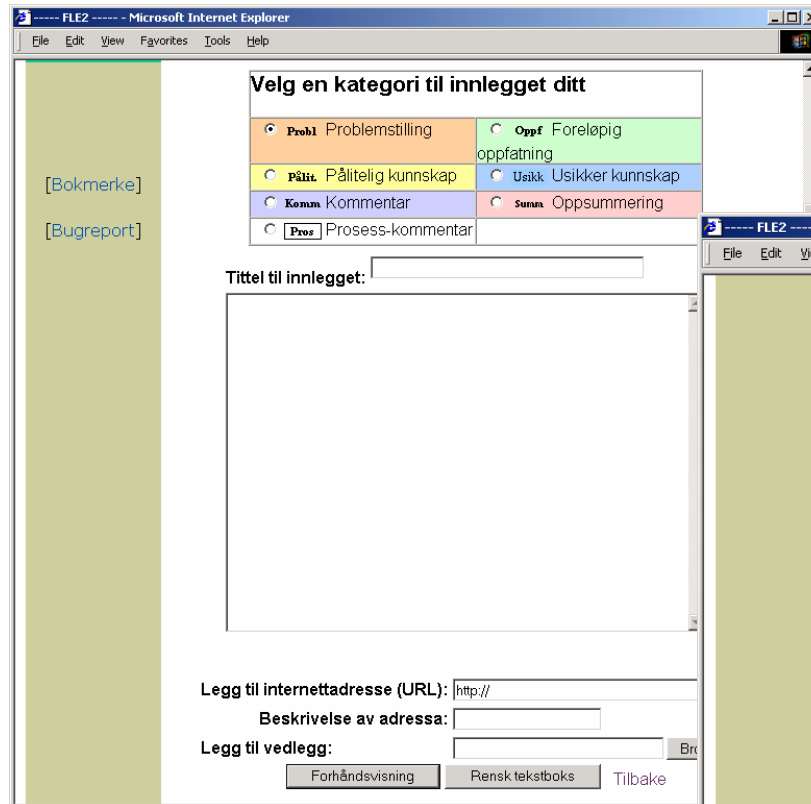 ----- FLE2 ----- - Microsoft Internet Explorer
File Edit View Favorites Tools Help
Velg en kategori til innlegget ditt
Probl Problemstilling
Oppf Foreløpig
oppfatning
Pålit. Pålitelig kunnskap
Usikk Usikker kunnskap
Komm Kommentar
Summ Oppsummering
Pros Prosess-kommentar
[Bokmerke]
[Bugreport]
----- FLE2 ----
File Edit
Tittel til innlegget:
Legg til internettadresse (URL): http://
Beskrivelse av adressa:
Legg til vedlegg:
Forhåndsvisning Rensk tekstboks Tilbake